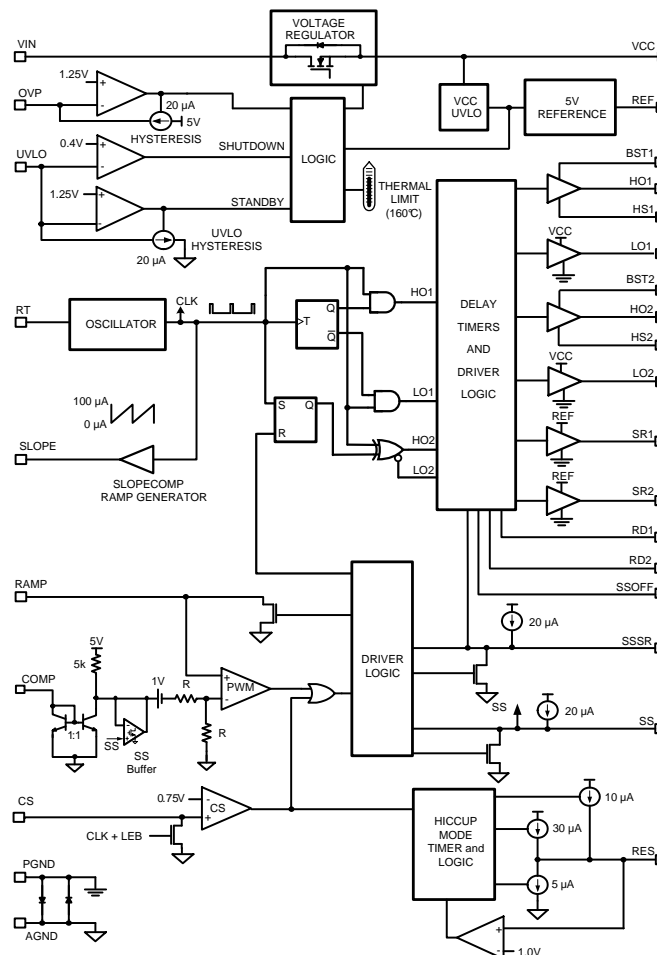 VOLTAGE
REGULATOR
VIN
VCC
1.25V
OVP
20 µA
5V
HYSTERESIS
VCC
UVLO
5V
REFERENCE
REF
0.4V
UVLO
SHUTDOWN
LOGIC
1.25V
STANDBY
THERMAL
LIMIT
(160°C)
UVLO
HYSTERESIS
20 µA
BST1
HO1
HS1
VCC
LO1
BST2
HO2
HS2
VCC
LO2
REF
SR1
REF
SR2
RD1
RD2
SSOFF
RT
OSCILLATOR
CLK
>T
Q
Q
HO1
LO1
HO2
LO2
DELAY
TIMERS
AND
DRIVER
LOGIC
S
Q
R
100 µA
0 µA
SLOPE
SLOPECOMP
RAMP GENERATOR
RAMP
5V
5k
COMP
1:1
SS
SS
Buffer
1V
R
R
PWM
DRIVER
LOGIC
20 µA
SSSR
SS
20 µA
SS
CS
0.75V
-
+
CS
CLK + LEB
HICCUP
MODE
TIMER and
LOGIC
10 µA
30 µA
RES
5 µA
+
-
1.0V
PGND
AGND